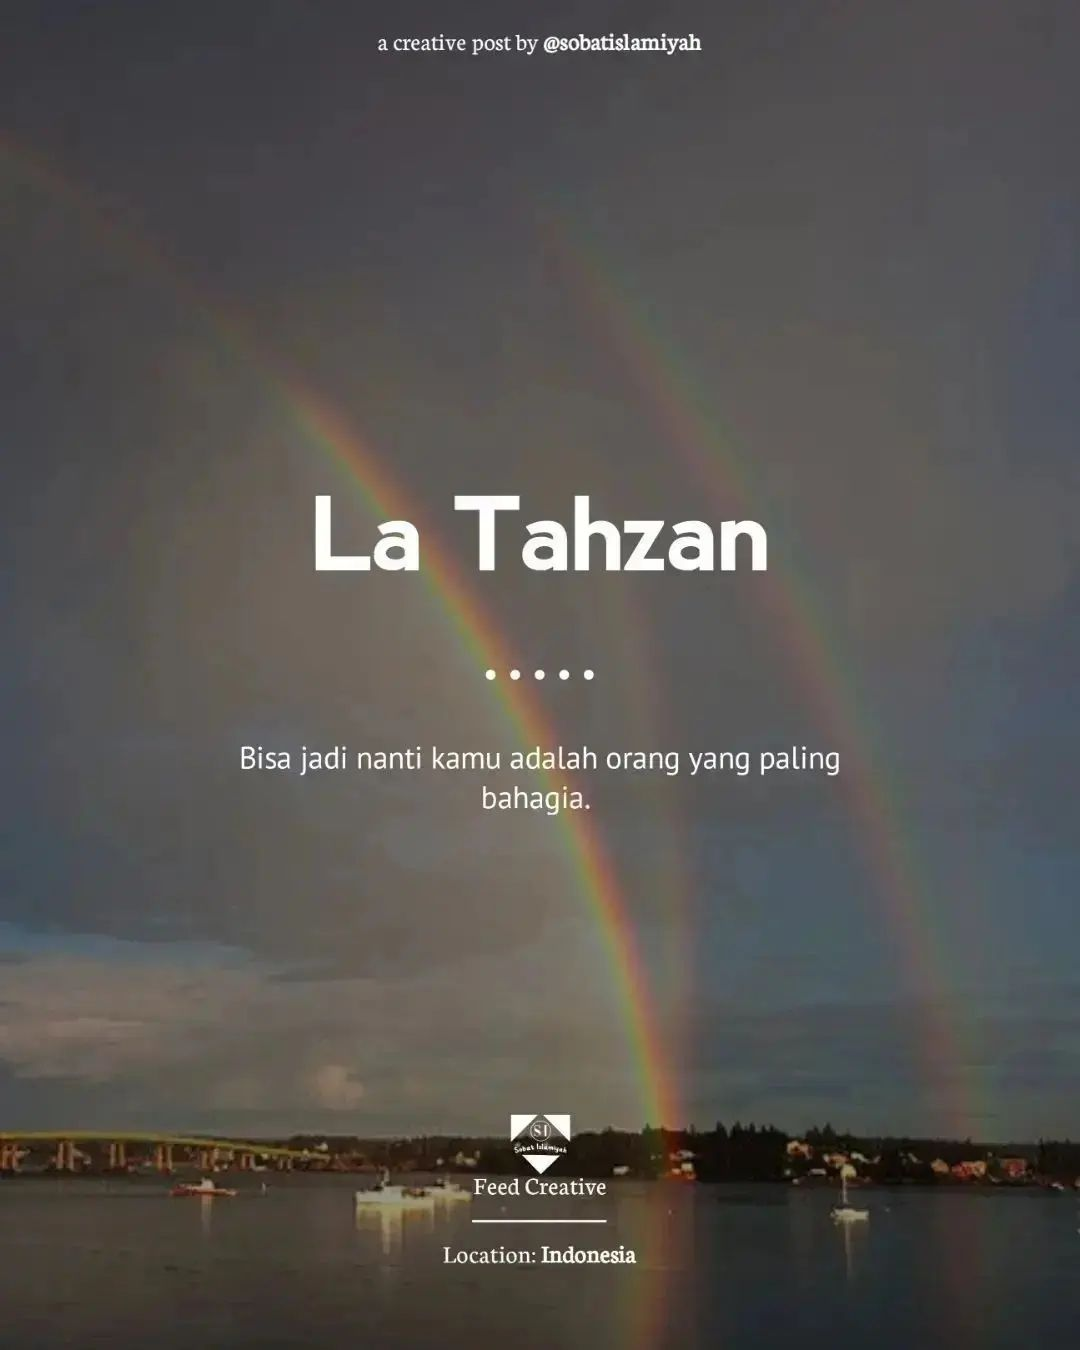 a creative post by @sobatislamiyah
La Tahzan
Bisa jadi nanti kamu adalah orang yang paling
bahagia.
SI
Sobat Islamiyah
Feed Creative
Location: Indonesia